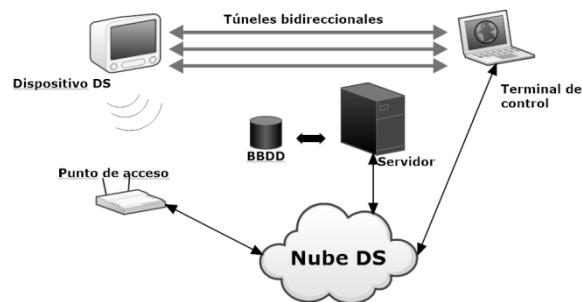 Túneles bidireccionales
Dispositivo DS
Terminal de
control
BBDD
Servidor
Punto de acceso
Nube DS